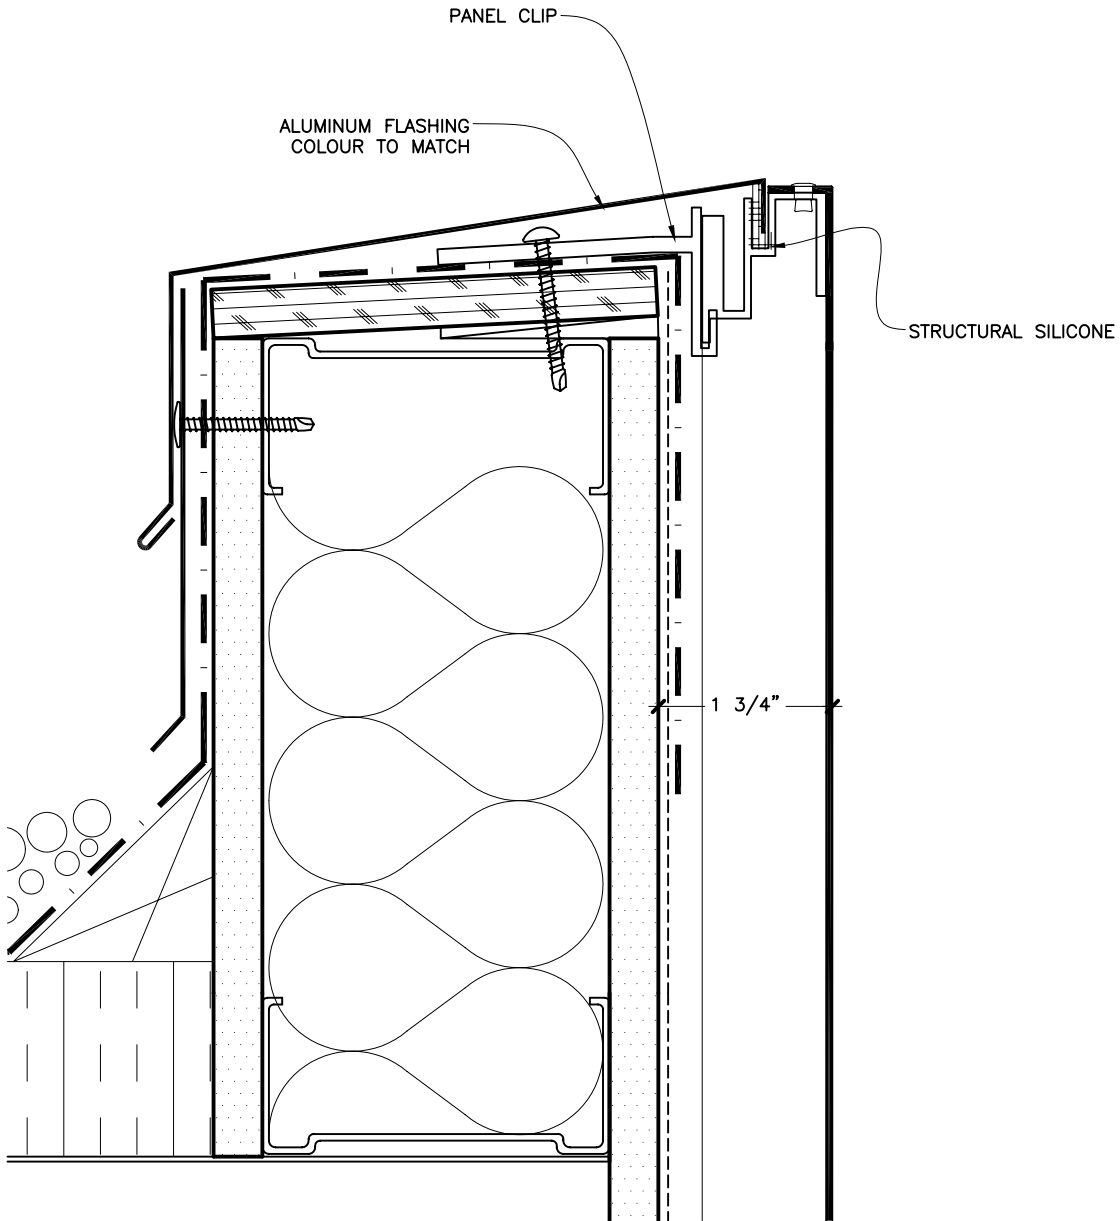 PANEL CLIP
ALUMINUM FLASHING
COLOUR TO MATCH
STRUCTURAL SILICONE
1 3/4"